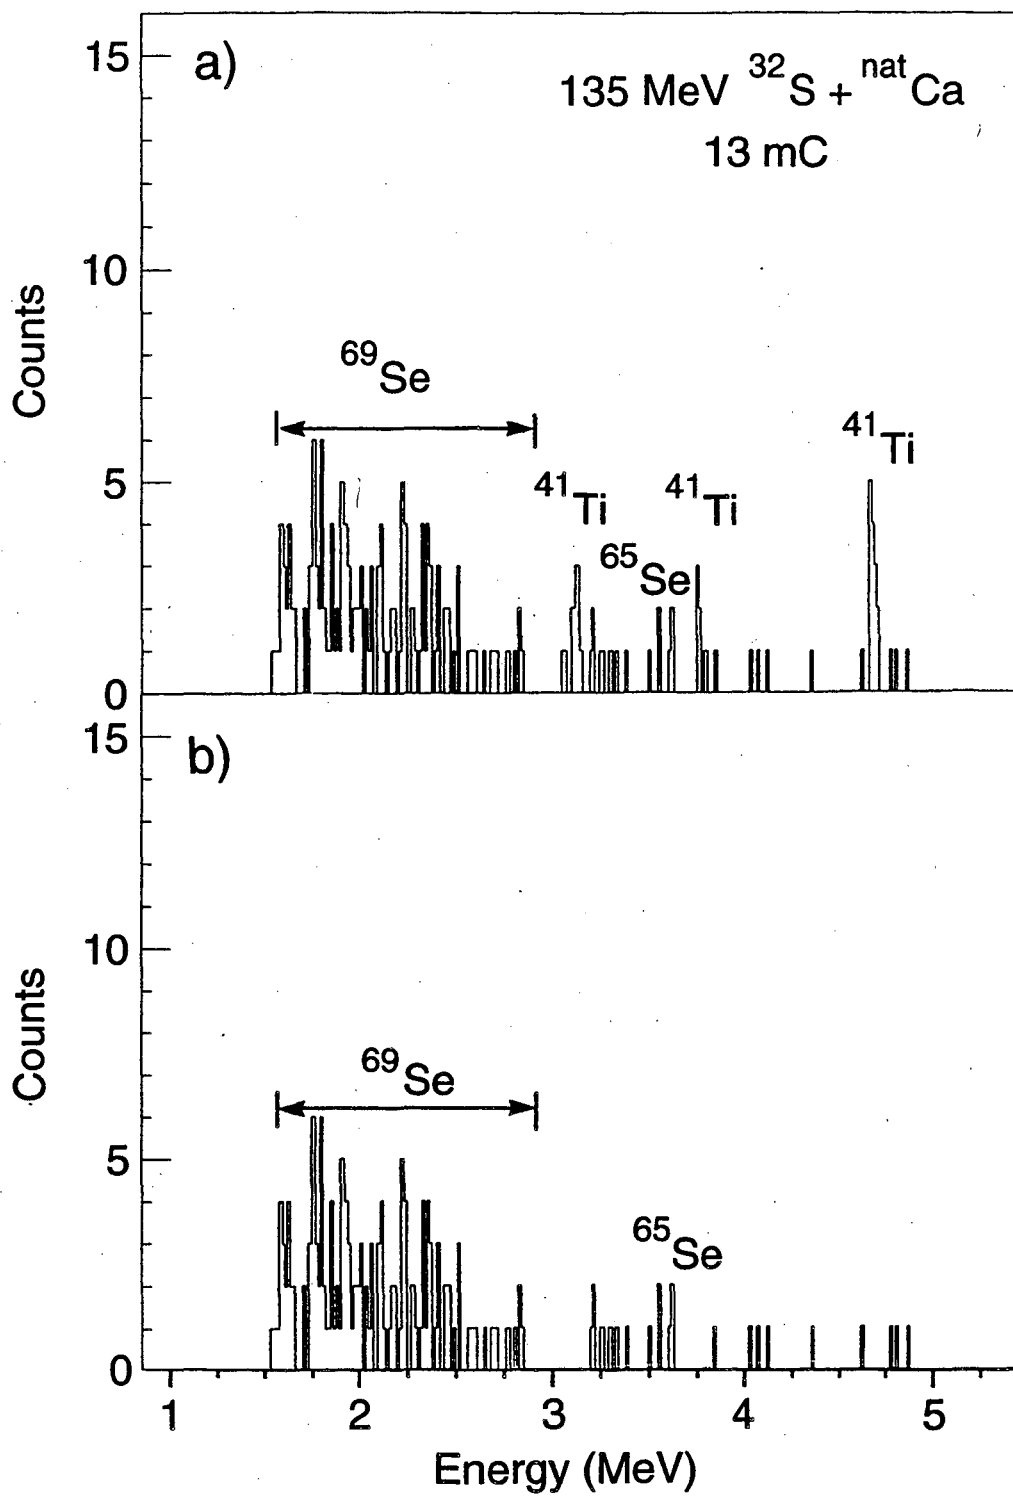 a)
135 MeV ³²S + ⁿᵃᵗCa
13 mC
15
10
5
0
Counts
⁶⁹Se
⁴¹Ti
⁴¹Ti
⁴¹Ti
⁶⁵Se
b)
15
10
5
0
Counts
⁶⁹Se
⁶⁵Se
1 2 3 4 5
Energy (MeV)